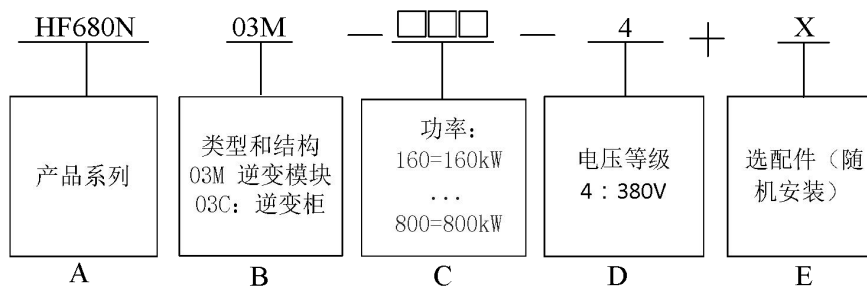 HF680N 03M — □□□ — 4 + X
产品系列
类型和结构
03M 逆变模块
03C: 逆变柜
功率:
160=160kW
...
800=800kW
电压等级
4：380V
选配件（随
机安装）
A B C D E